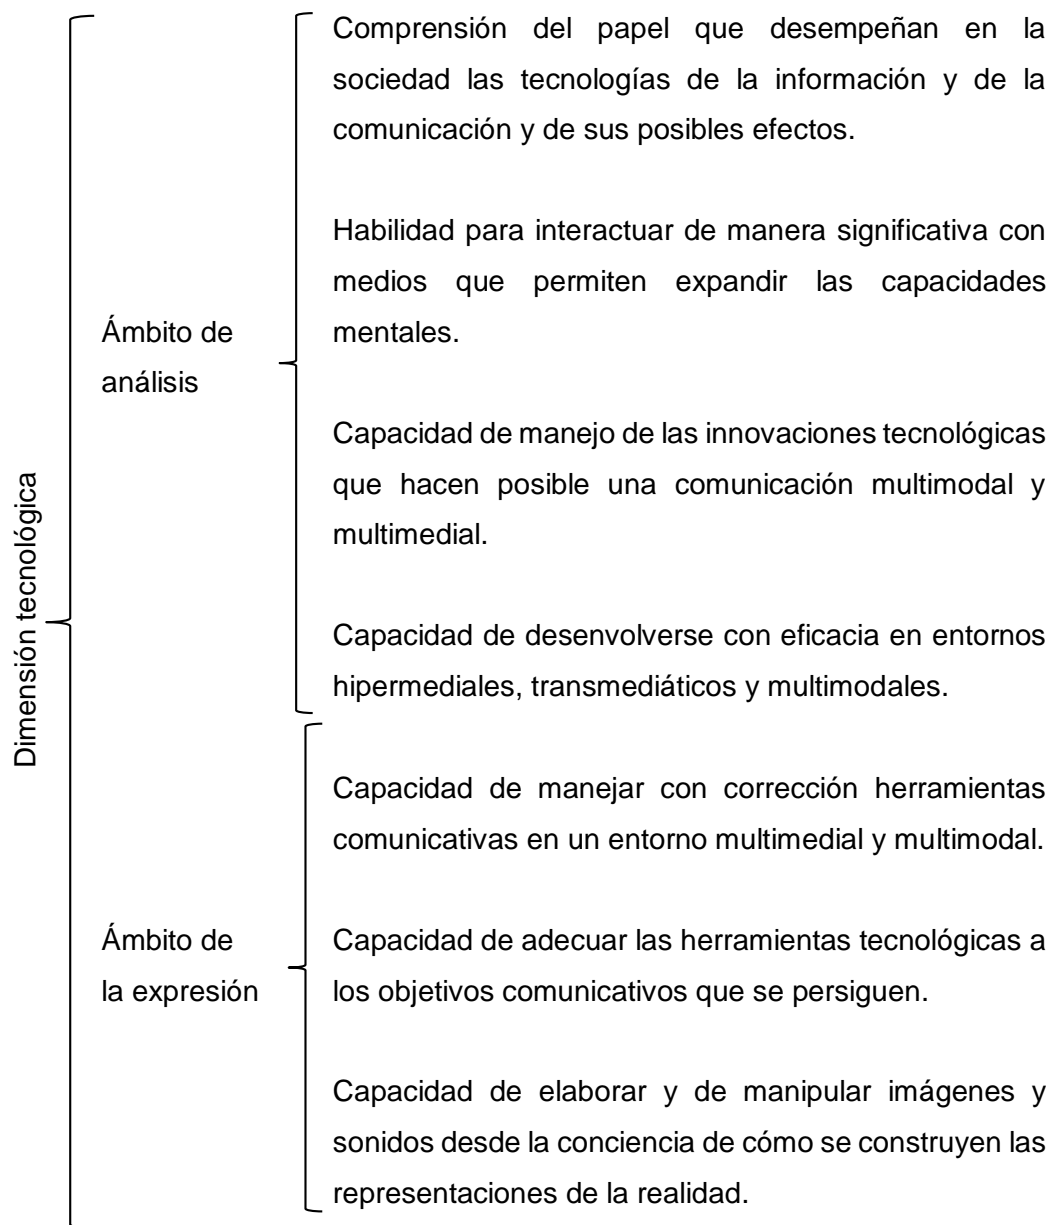 Dimensión tecnológica
Ámbito de
análisis
Comprensión del papel que desempeñan en la
sociedad las tecnologías de la información y de la
comunicación y de sus posibles efectos.
Habilidad para interactuar de manera significativa con
medios que permiten expandir las capacidades
mentales.
Capacidad de manejo de las innovaciones tecnológicas
que hacen posible una comunicación multimodal y
multimedial.
Capacidad de desenvolverse con eficacia en entornos
hipermediales, transmediáticos y multimodales.
Ámbito de
la expresión
Capacidad de manejar con corrección herramientas
comunicativas en un entorno multimedial y multimodal.
Capacidad de adecuar las herramientas tecnológicas a
los objetivos comunicativos que se persiguen.
Capacidad de elaborar y de manipular imágenes y
sonidos desde la conciencia de cómo se construyen las
representaciones de la realidad.